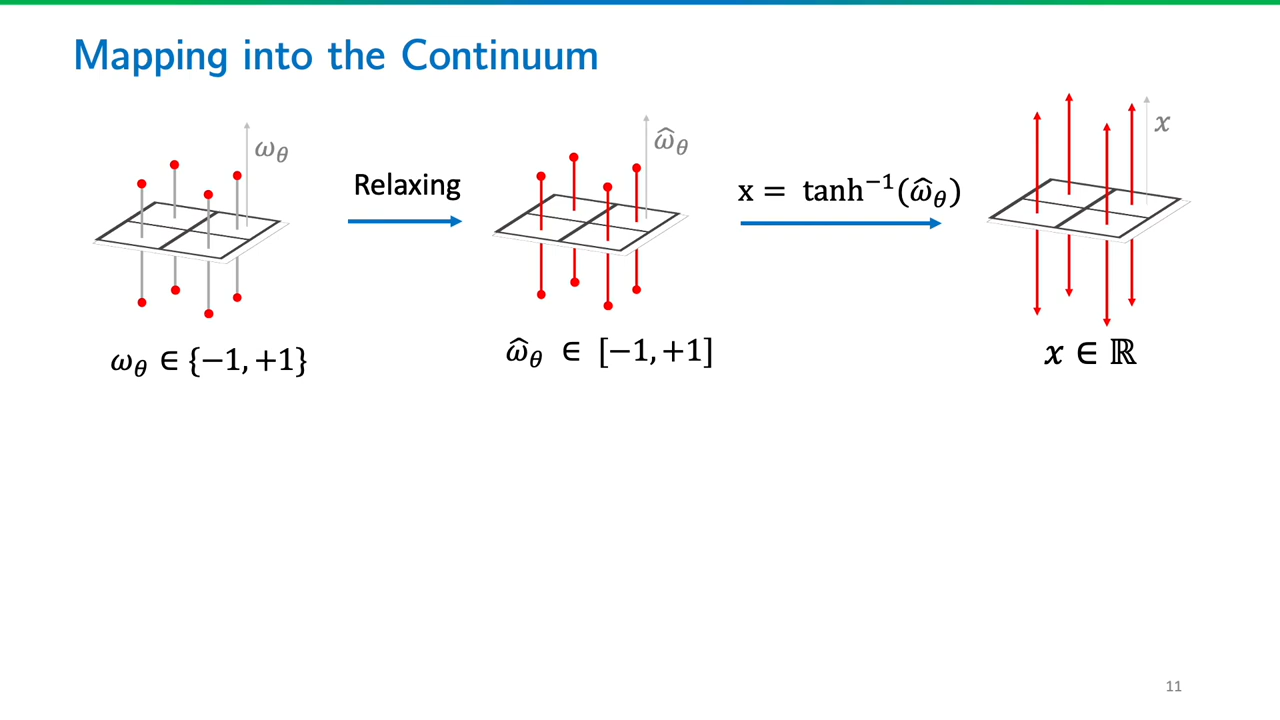 Mapping into the Continuum
ω_θ
Relaxing
ω̂_θ
x = tanh⁻¹(ω̂_θ)
x
ω_θ ∈ {−1, +1}
ω̂_θ ∈ [−1, +1]
x ∈ ℝ
11